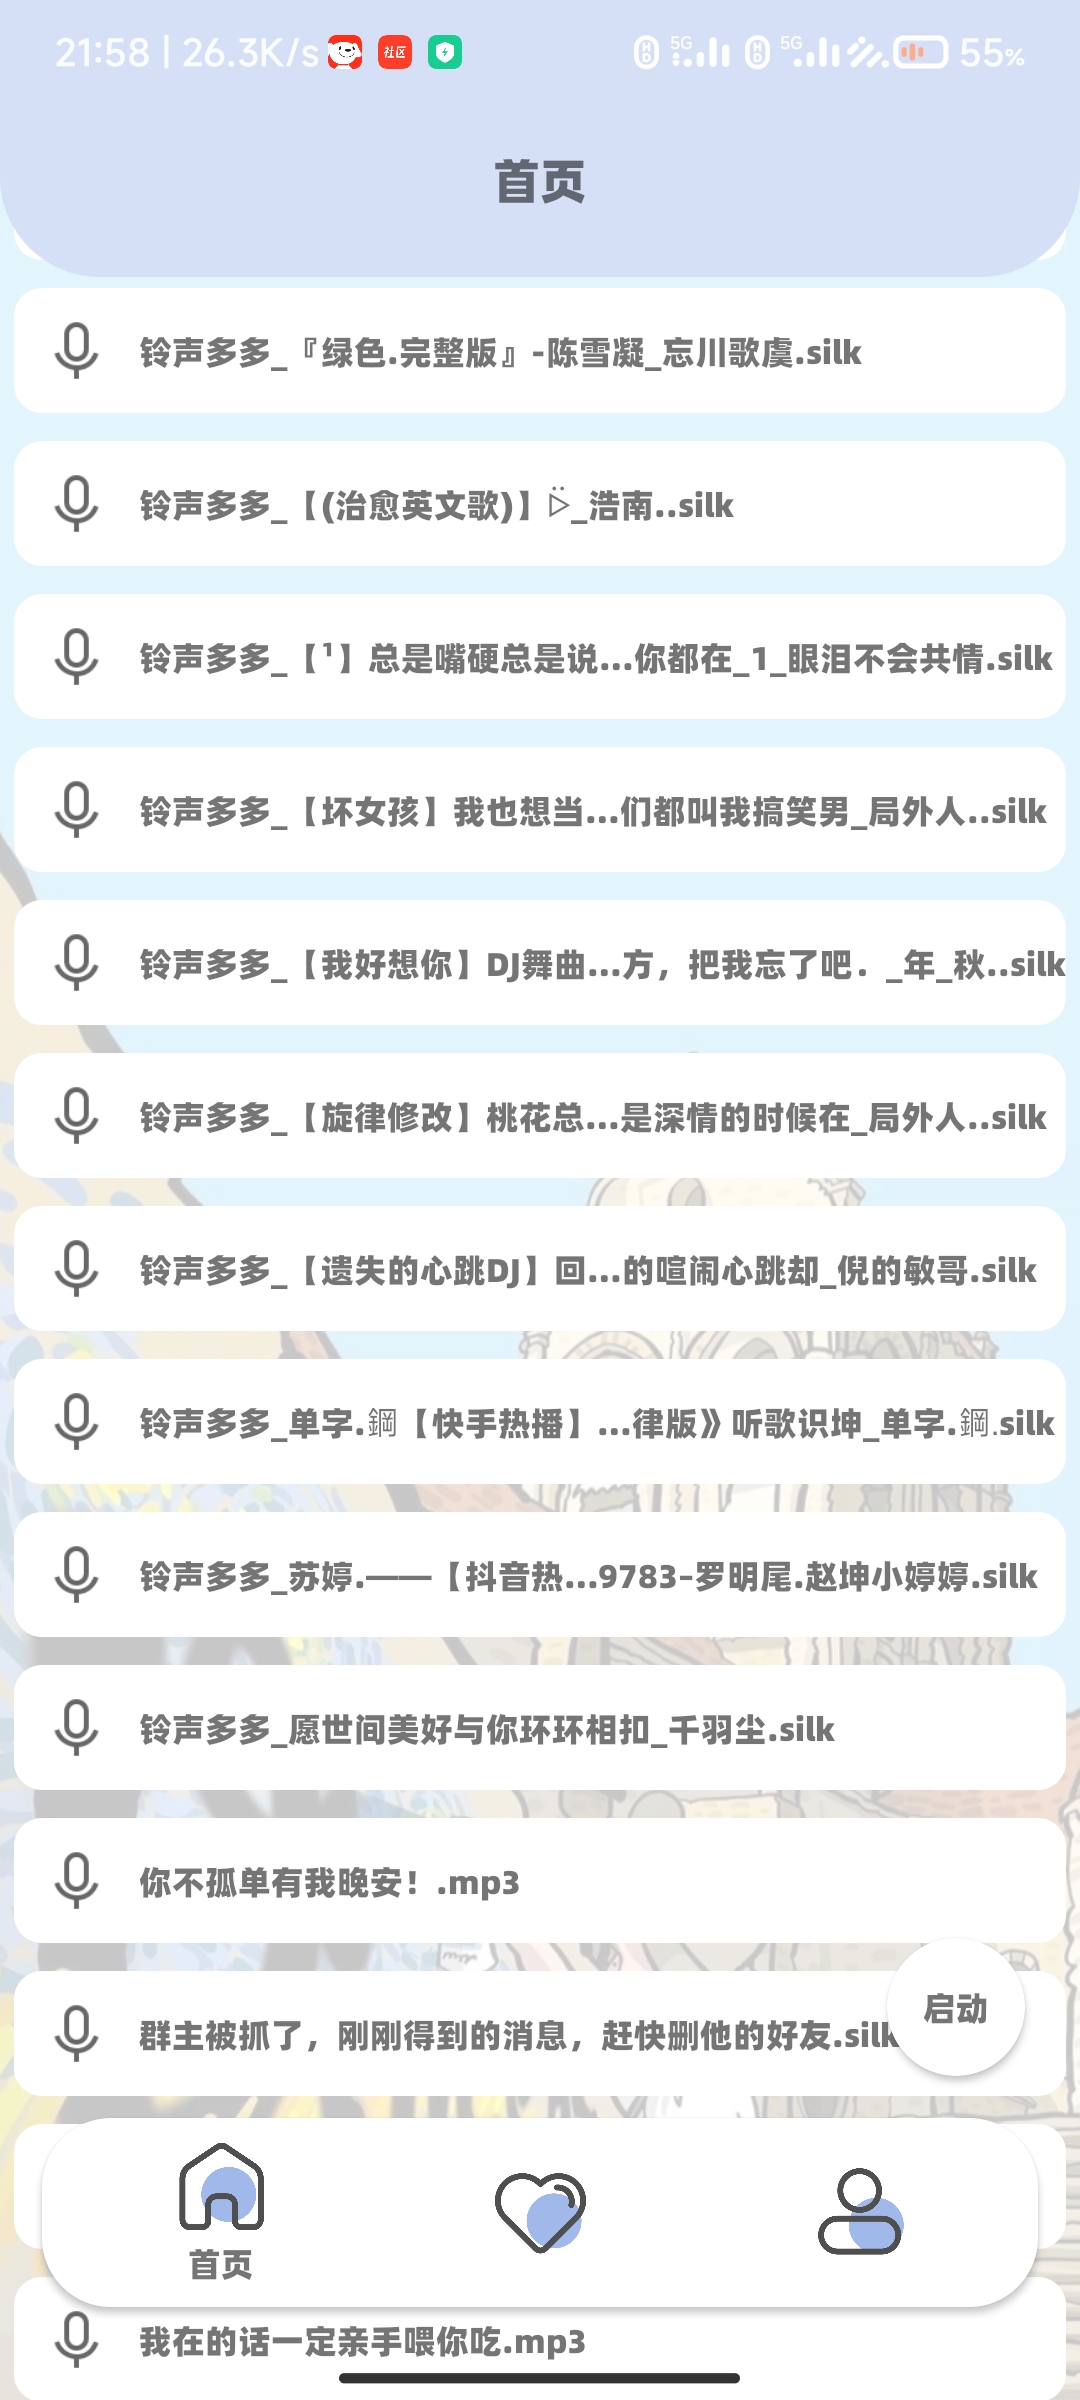 21:58 | 26.3K/s 社区 HD 5G HD 5G 55%
首页
铃声多多_『绿色.完整版』-陈雪凝_忘川歌虞.silk
铃声多多_【(治愈英文歌)】ᐖ_浩南..silk
铃声多多_【¹】总是嘴硬总是说...你都在_1_眼泪不会共情.silk
铃声多多_【坏女孩】我也想当...们都叫我搞笑男_局外人..silk
铃声多多_【我好想你】DJ舞曲...方，把我忘了吧．_年_秋..silk
铃声多多_【旋律修改】桃花总...是深情的时候在_局外人..silk
铃声多多_【遗失的心跳DJ】回...的喧闹心跳却_倪的敏哥.silk
铃声多多_单字.鋼【快手热播】...律版》听歌识坤_单字.鋼.silk
铃声多多_苏婷.——【抖音热...9783-罗明尾.赵坤小婷婷.silk
铃声多多_愿世间美好与你环环相扣_千羽尘.silk
你不孤单有我晚安！.mp3
群主被抓了，刚刚得到的消息，赶快删他的好友.silk
启动
首页
我在的话一定亲手喂你吃.mp3